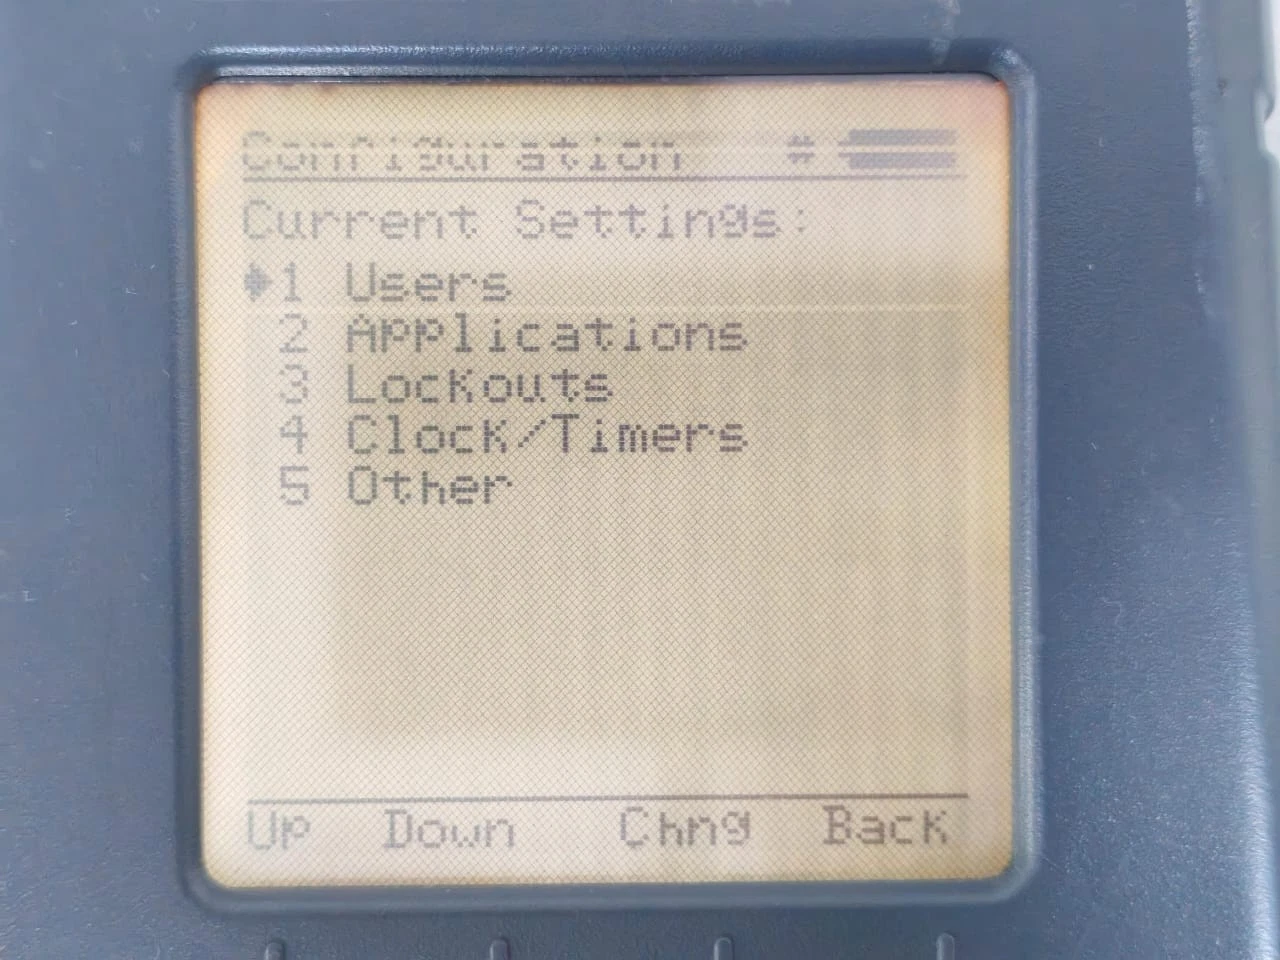 Configuration #
Current Settings:
1 Users
2 Applications
3 Lockouts
4 Clock/Timers
5 Other
Up Down Chng Back